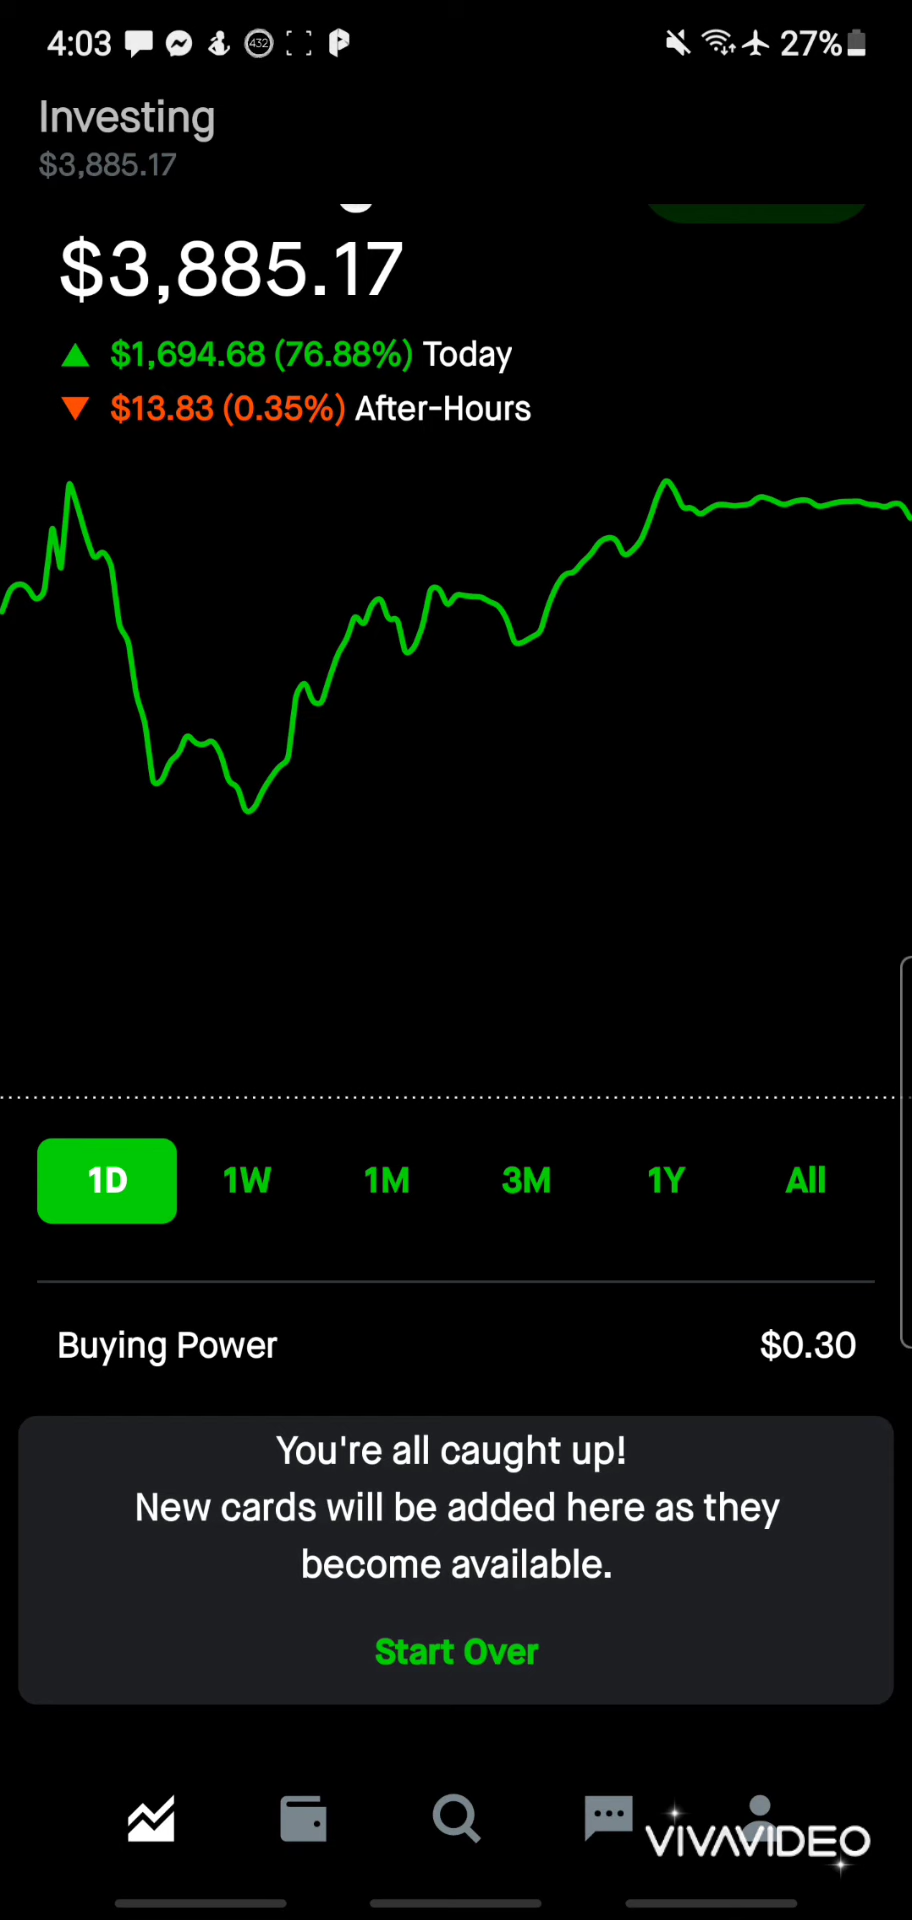 4:03
432
27%
Investing
$3,885.17
$3,885.17
▲ $1,694.68 (76.88%) Today
▼ $13.83 (0.35%) After-Hours
1D 1W 1M 3M 1Y All
Buying Power $0.30
You're all caught up!
New cards will be added here as they
become available.
Start Over
VIVAVIDEO